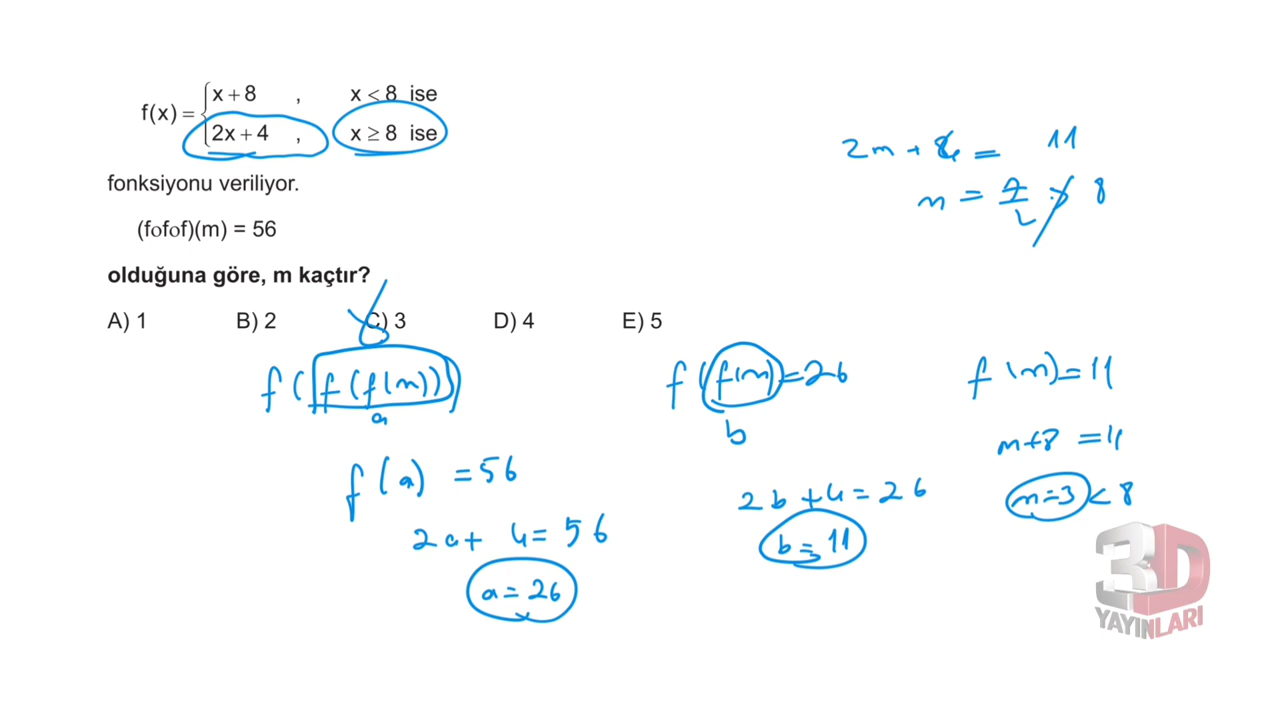 f(x) = { x + 8 , x < 8 ise
2x + 4 , x ≥ 8 ise
fonksiyonu veriliyor.
(fofof)(m) = 56
olduğuna göre, m kaçtır?
A) 1 B) 2 C) 3 D) 4 E) 5
f(f(f(m)))
a
f(a) = 56
2a + 4 = 56
a = 26
f(f(m)) = 26
b
2b + 4 = 26
b = 11
2m + 4 = 11
m = 7/2 > 8
f(m) = 11
m + 8 = 11
m = 3 < 8
3D
YAYINLARI